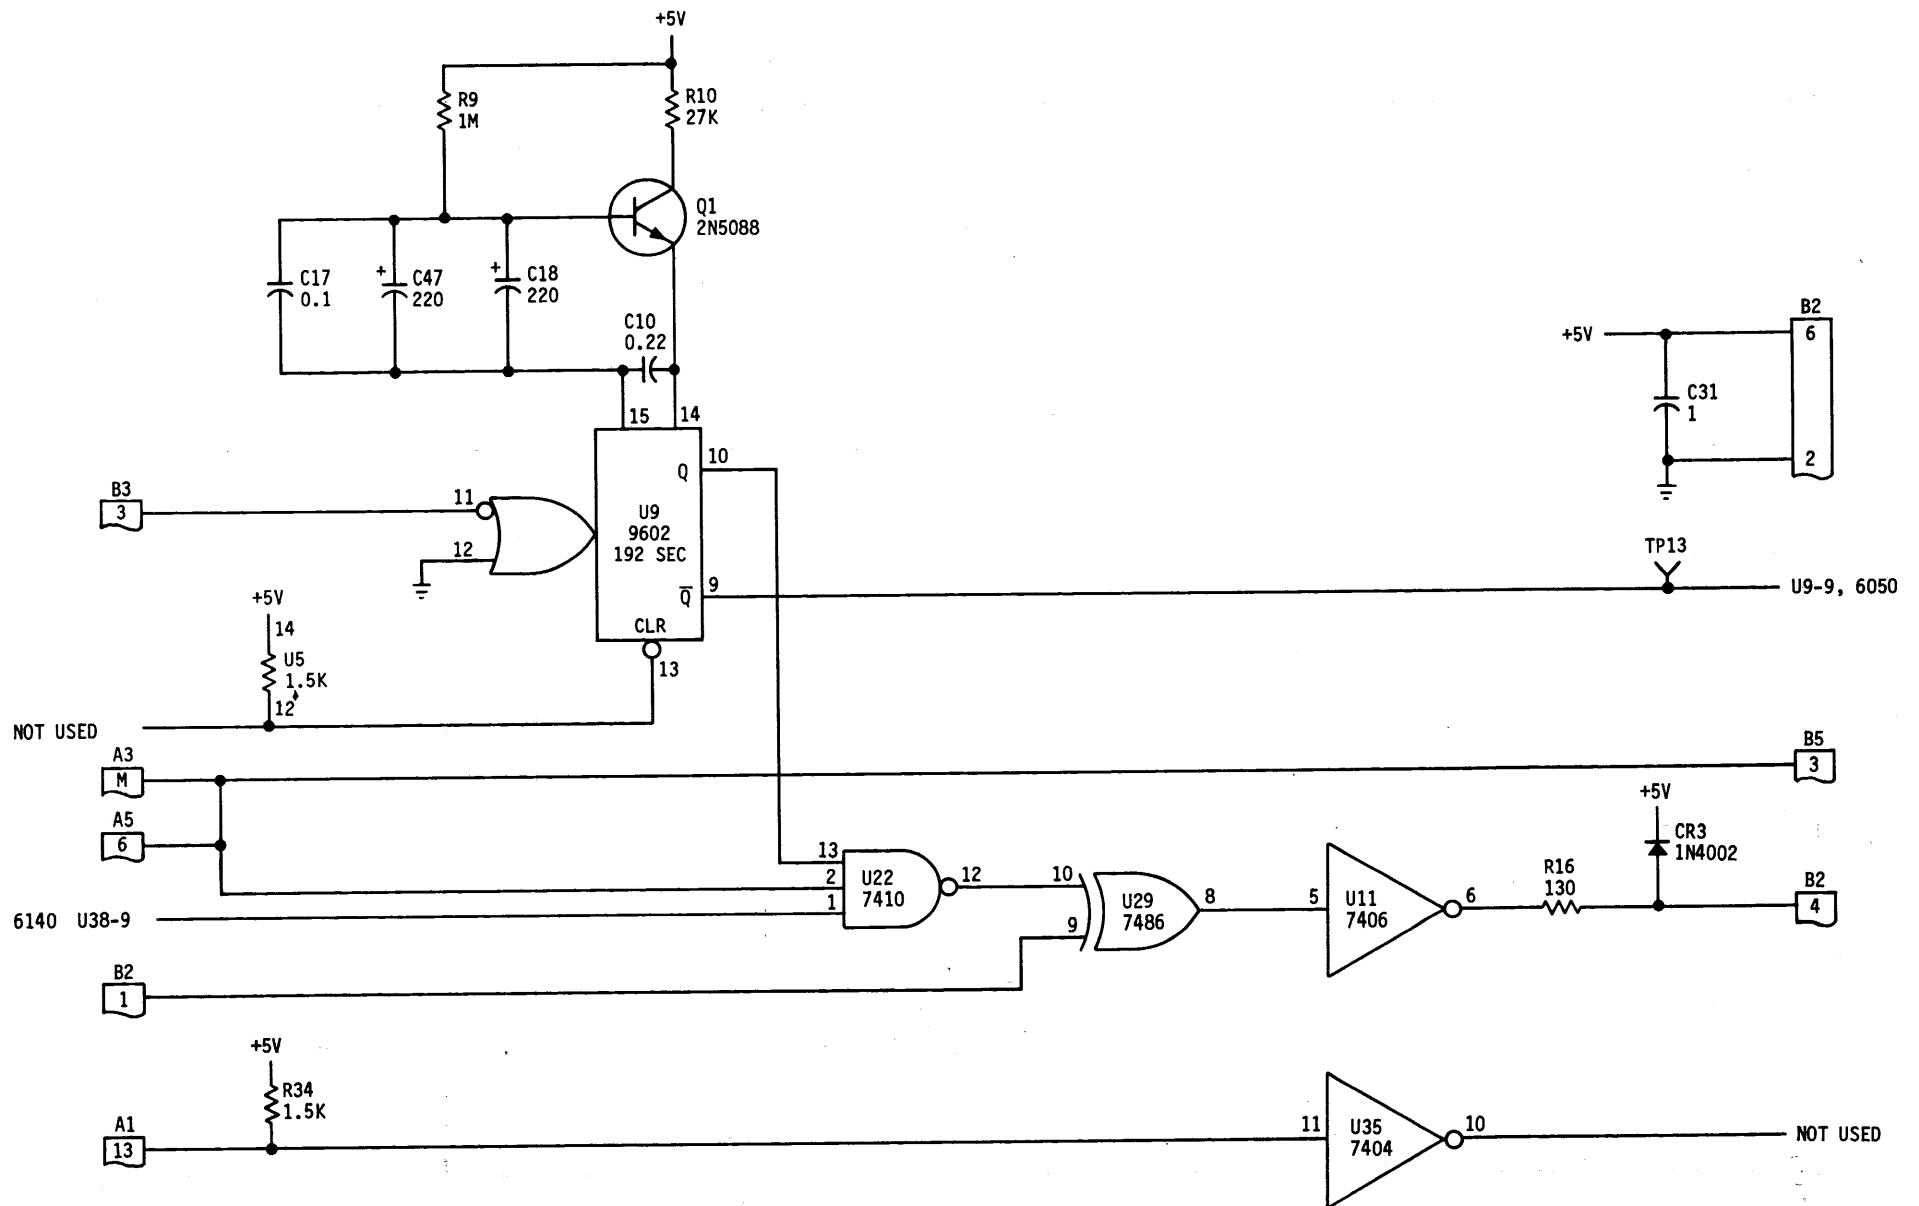 +5V
R9
1M
R10
27K
Q1
2N5088
C17
0.1
+
C47
220
+
C18
220
C10
0.22
15
14
+5V
B2
6
C31
1
2
B3
3
11
12
Q
10
U9
9602
192 SEC
Q̅
9
CLR
13
TP13
U9-9, 6050
+5V
14
U5
1.5K
12
NOT USED
A3
M
B5
3
A5
6
13
2
1
U22
7410
12
6140 U38-9
10
9
U29
7486
8
5
U11
7406
6
R16
130
+5V
CR3
1N4002
B2
4
B2
1
+5V
R34
1.5K
A1
13
11
U35
7404
10
NOT USED